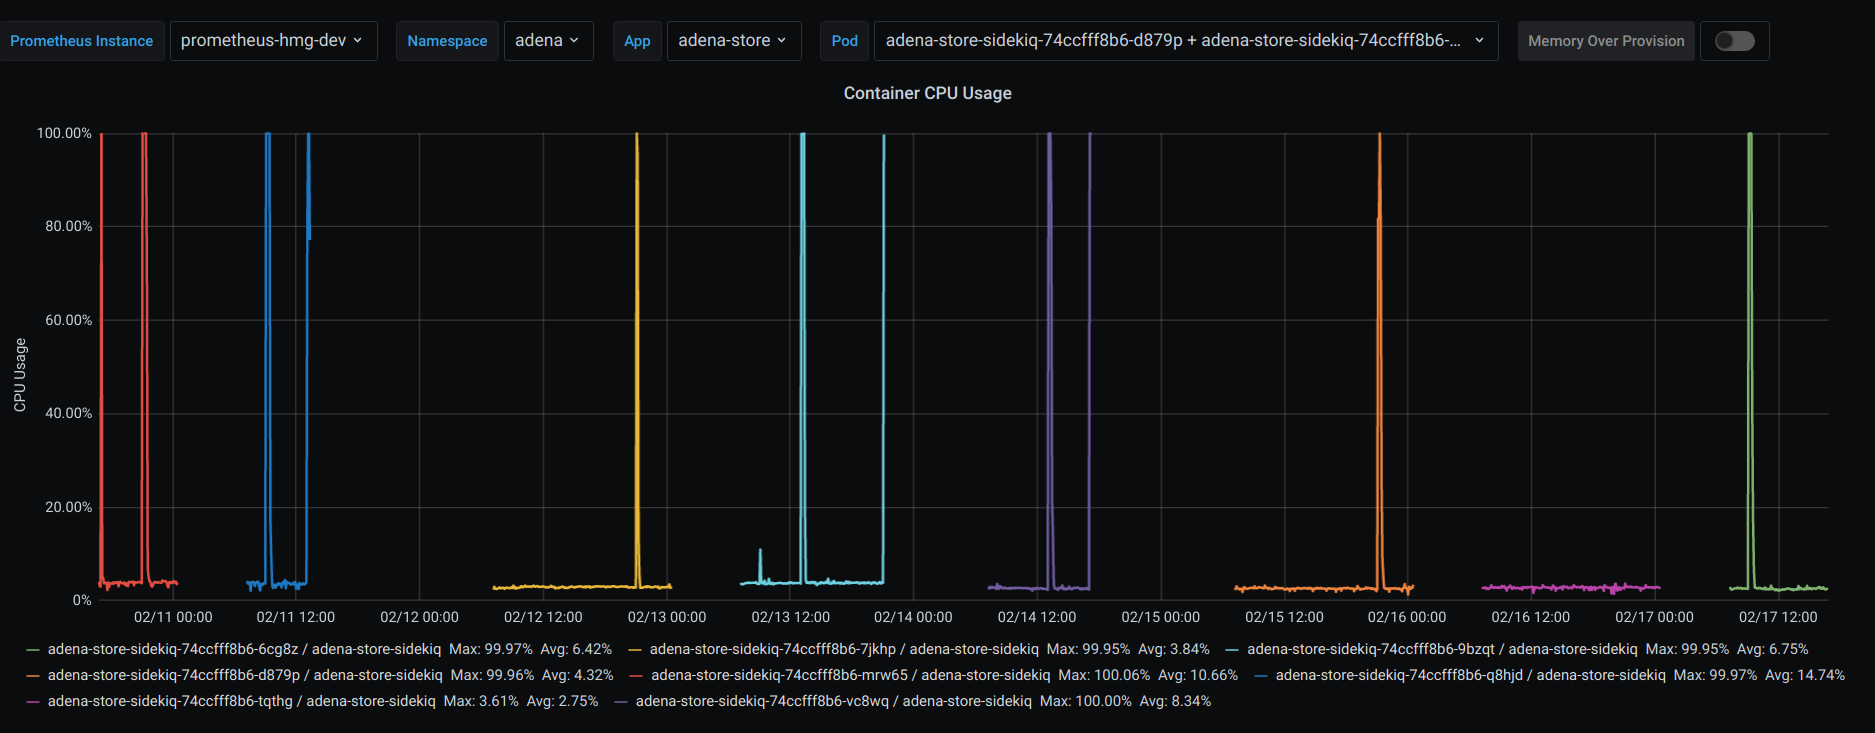 Prometheus Instance prometheus-hmg-dev Namespace adena App adena-store Pod adena-store-sidekiq-74ccfff8b6-d879p + adena-store-sidekiq-74ccfff8b6-... Memory Over Provision
Container CPU Usage
100.00%
80.00%
60.00%
40.00%
20.00%
0%
CPU Usage
02/11 00:00 02/11 12:00 02/12 00:00 02/12 12:00 02/13 00:00 02/13 12:00 02/14 00:00 02/14 12:00 02/15 00:00 02/15 12:00 02/16 00:00 02/16 12:00 02/17 00:00 02/17 12:00
adena-store-sidekiq-74ccfff8b6-6cg8z / adena-store-sidekiq Max: 99.97% Avg: 6.42% adena-store-sidekiq-74ccfff8b6-7jkhp / adena-store-sidekiq Max: 99.95% Avg: 3.84% adena-store-sidekiq-74ccfff8b6-9bzqt / adena-store-sidekiq Max: 99.95% Avg: 6.75%
adena-store-sidekiq-74ccfff8b6-d879p / adena-store-sidekiq Max: 99.96% Avg: 4.32% adena-store-sidekiq-74ccfff8b6-mrw65 / adena-store-sidekiq Max: 100.06% Avg: 10.66% adena-store-sidekiq-74ccfff8b6-q8hjd / adena-store-sidekiq Max: 99.97% Avg: 14.74%
adena-store-sidekiq-74ccfff8b6-tqthg / adena-store-sidekiq Max: 3.61% Avg: 2.75% adena-store-sidekiq-74ccfff8b6-vc8wq / adena-store-sidekiq Max: 100.00% Avg: 8.34%